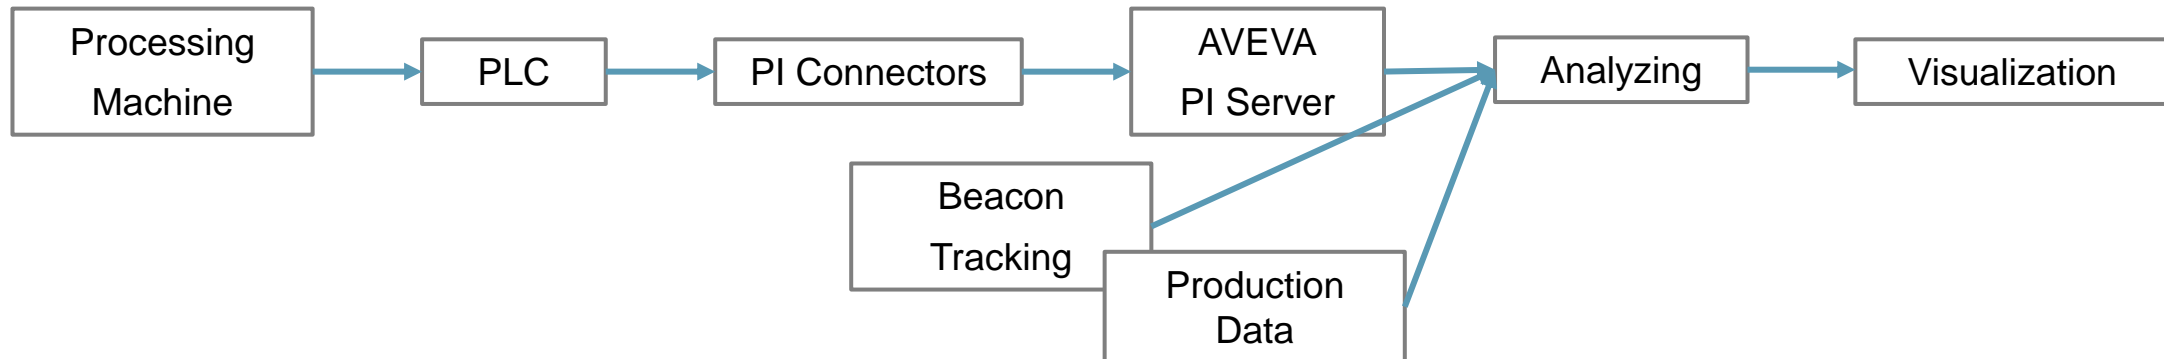 Processing
Machine
PLC
PI Connectors
AVEVA
PI Server
Analyzing
Visualization
Beacon
Tracking
Production
Data